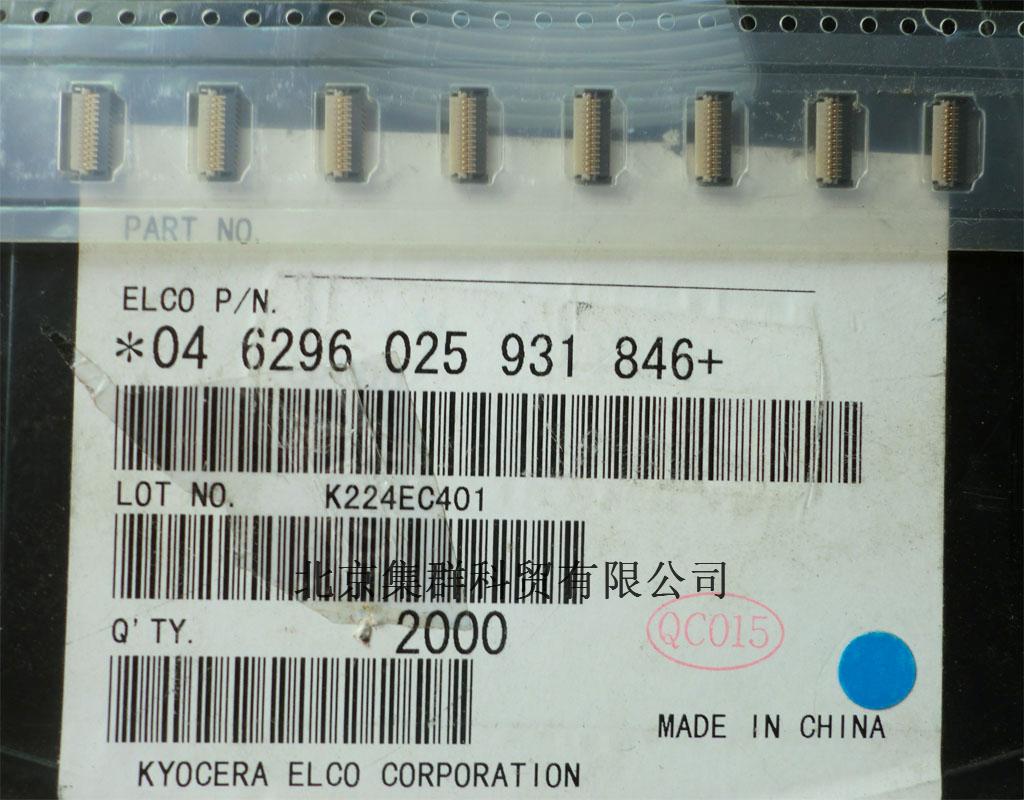 PART NO.
ELCO P/N.
*04 6296 025 931 846+
LOT NO. K224EC401
北京集群科贸有限公司
Q'TY. 2000
QC015
MADE IN CHINA
KYOCERA ELCO CORPORATION